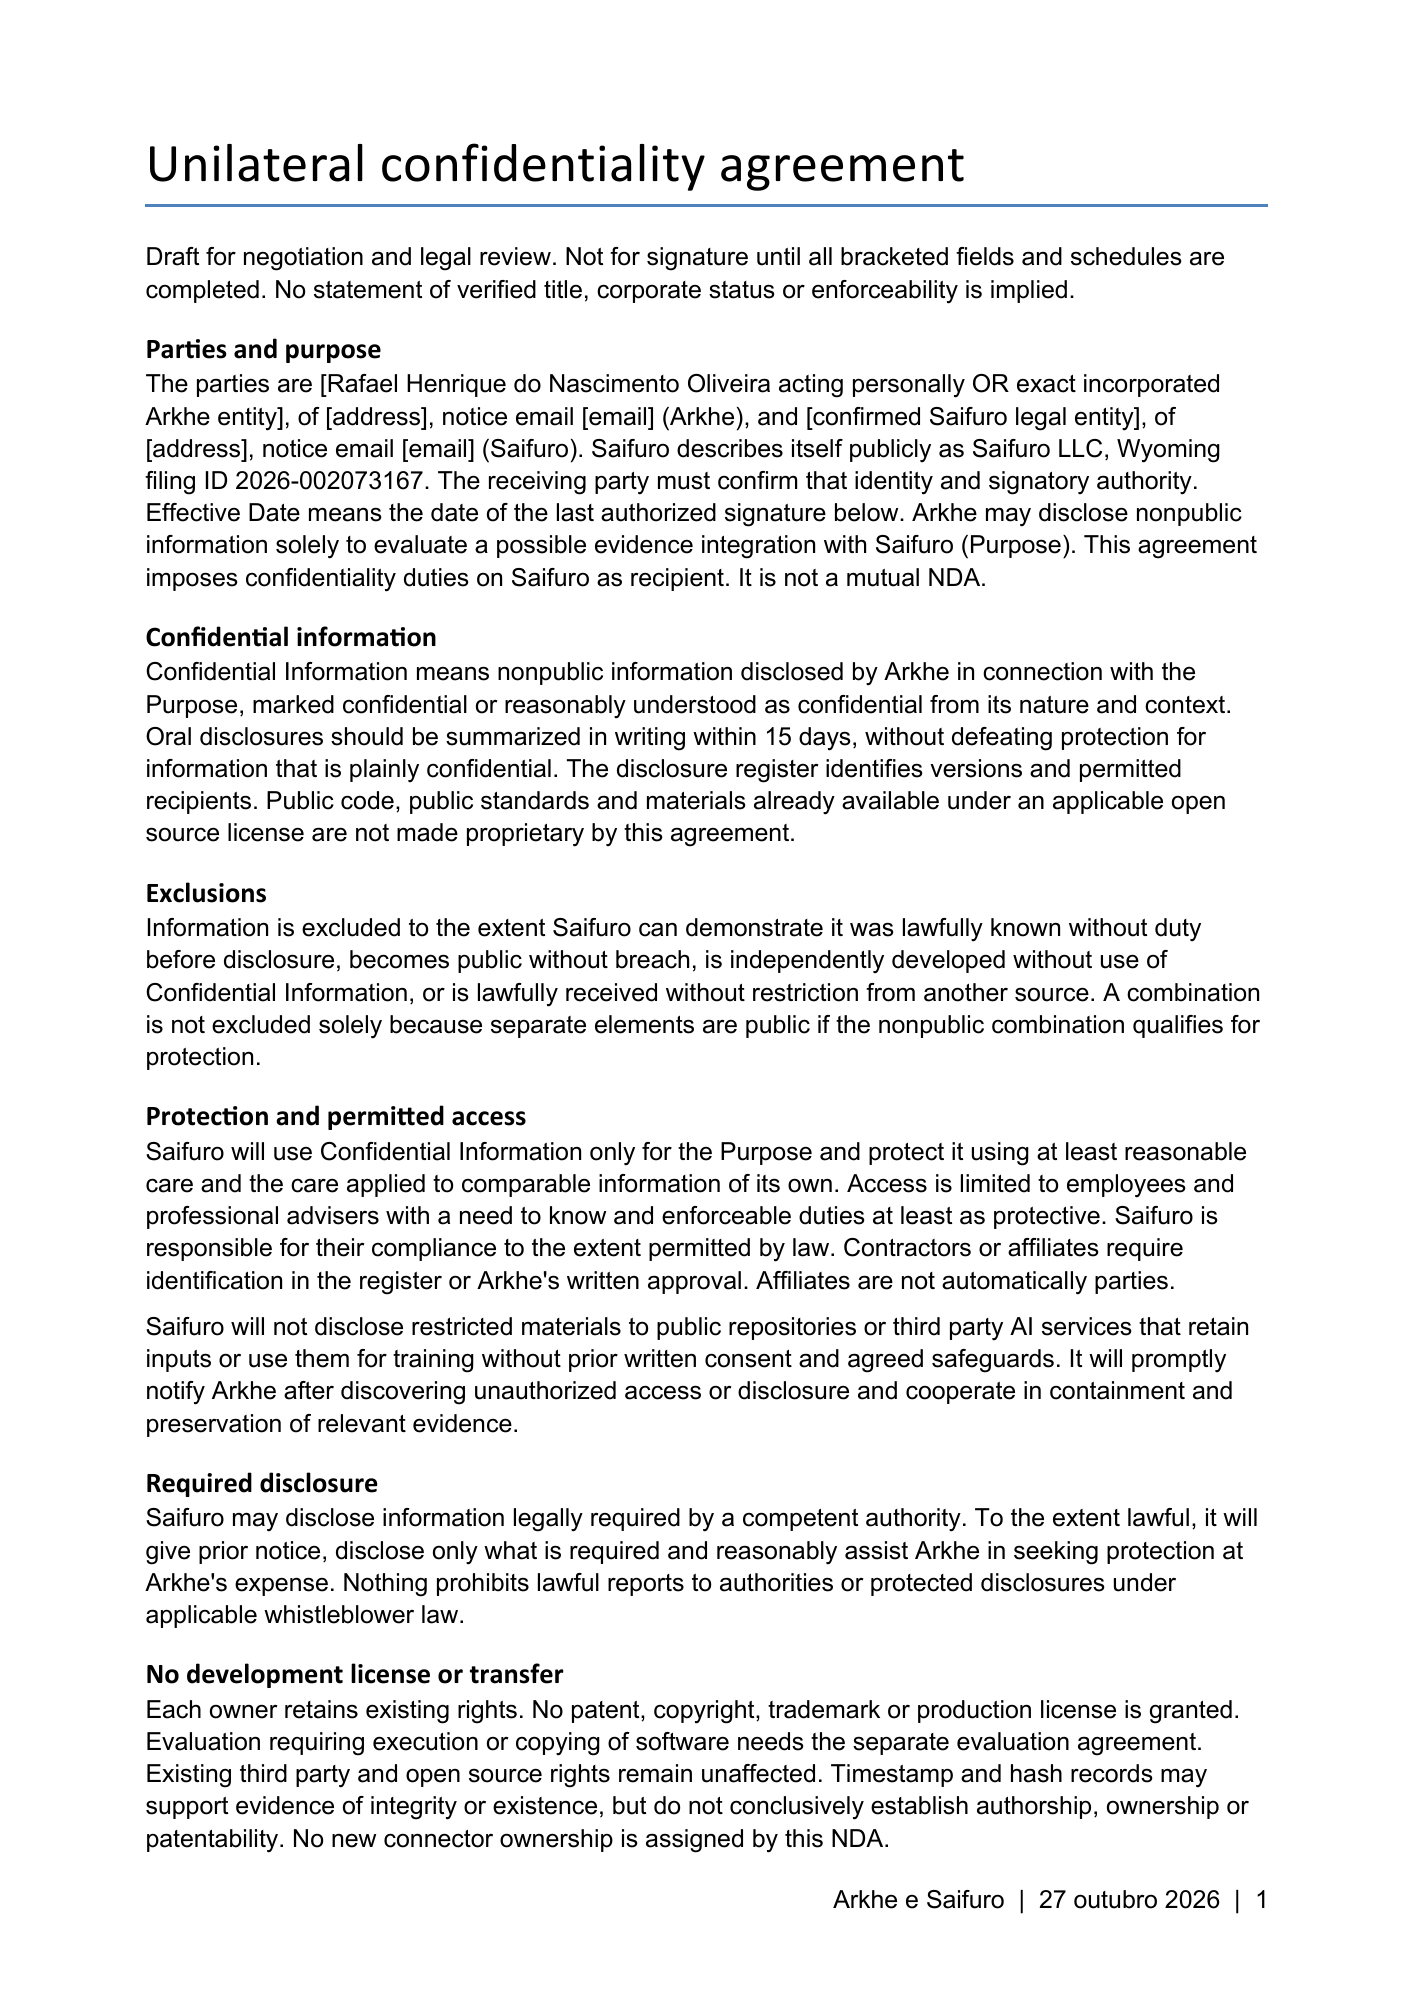 Unilateral confidentiality agreement
Draft for negotiation and legal review. Not for signature until all bracketed fields and schedules are
completed. No statement of verified title, corporate status or enforceability is implied.
Parties and purpose
The parties are [Rafael Henrique do Nascimento Oliveira acting personally OR exact incorporated
Arkhe entity], of [address], notice email [email] (Arkhe), and [confirmed Saifuro legal entity], of
[address], notice email [email] (Saifuro). Saifuro describes itself publicly as Saifuro LLC, Wyoming
filing ID 2026-002073167. The receiving party must confirm that identity and signatory authority.
Effective Date means the date of the last authorized signature below. Arkhe may disclose nonpublic
information solely to evaluate a possible evidence integration with Saifuro (Purpose). This agreement
imposes confidentiality duties on Saifuro as recipient. It is not a mutual NDA.
Confidential information
Confidential Information means nonpublic information disclosed by Arkhe in connection with the
Purpose, marked confidential or reasonably understood as confidential from its nature and context.
Oral disclosures should be summarized in writing within 15 days, without defeating protection for
information that is plainly confidential. The disclosure register identifies versions and permitted
recipients. Public code, public standards and materials already available under an applicable open
source license are not made proprietary by this agreement.
Exclusions
Information is excluded to the extent Saifuro can demonstrate it was lawfully known without duty
before disclosure, becomes public without breach, is independently developed without use of
Confidential Information, or is lawfully received without restriction from another source. A combination
is not excluded solely because separate elements are public if the nonpublic combination qualifies for
protection.
Protection and permitted access
Saifuro will use Confidential Information only for the Purpose and protect it using at least reasonable
care and the care applied to comparable information of its own. Access is limited to employees and
professional advisers with a need to know and enforceable duties at least as protective. Saifuro is
responsible for their compliance to the extent permitted by law. Contractors or affiliates require
identification in the register or Arkhe's written approval. Affiliates are not automatically parties.
Saifuro will not disclose restricted materials to public repositories or third party AI services that retain
inputs or use them for training without prior written consent and agreed safeguards. It will promptly
notify Arkhe after discovering unauthorized access or disclosure and cooperate in containment and
preservation of relevant evidence.
Required disclosure
Saifuro may disclose information legally required by a competent authority. To the extent lawful, it will
give prior notice, disclose only what is required and reasonably assist Arkhe in seeking protection at
Arkhe's expense. Nothing prohibits lawful reports to authorities or protected disclosures under
applicable whistleblower law.
No development license or transfer
Each owner retains existing rights. No patent, copyright, trademark or production license is granted.
Evaluation requiring execution or copying of software needs the separate evaluation agreement.
Existing third party and open source rights remain unaffected. Timestamp and hash records may
support evidence of integrity or existence, but do not conclusively establish authorship, ownership or
patentability. No new connector ownership is assigned by this NDA.
Arkhe e Saifuro | 27 outubro 2026 | 1